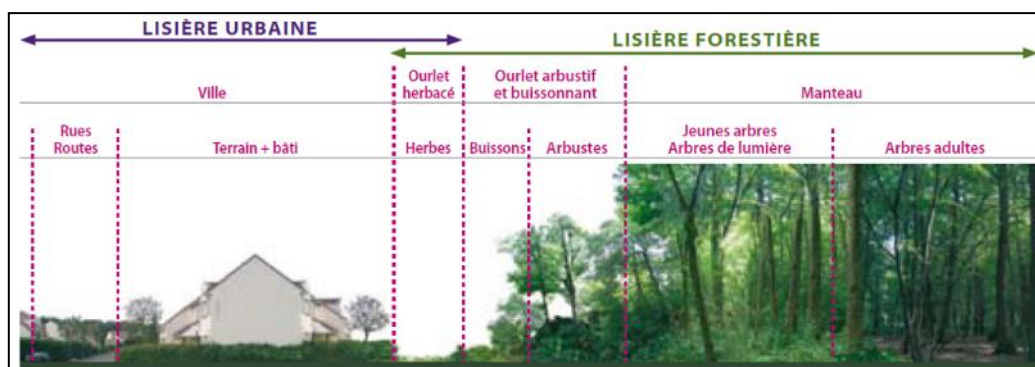 LISIÈRE URBAINE
LISIÈRE FORESTIÈRE
Ville
Ourlet
herbacé
Ourlet arbustif
et buissonnant
Manteau
Rues
Routes
Terrain + bâti
Herbes
Buissons
Arbustes
Jeunes arbres
Arbres de lumière
Arbres adultes